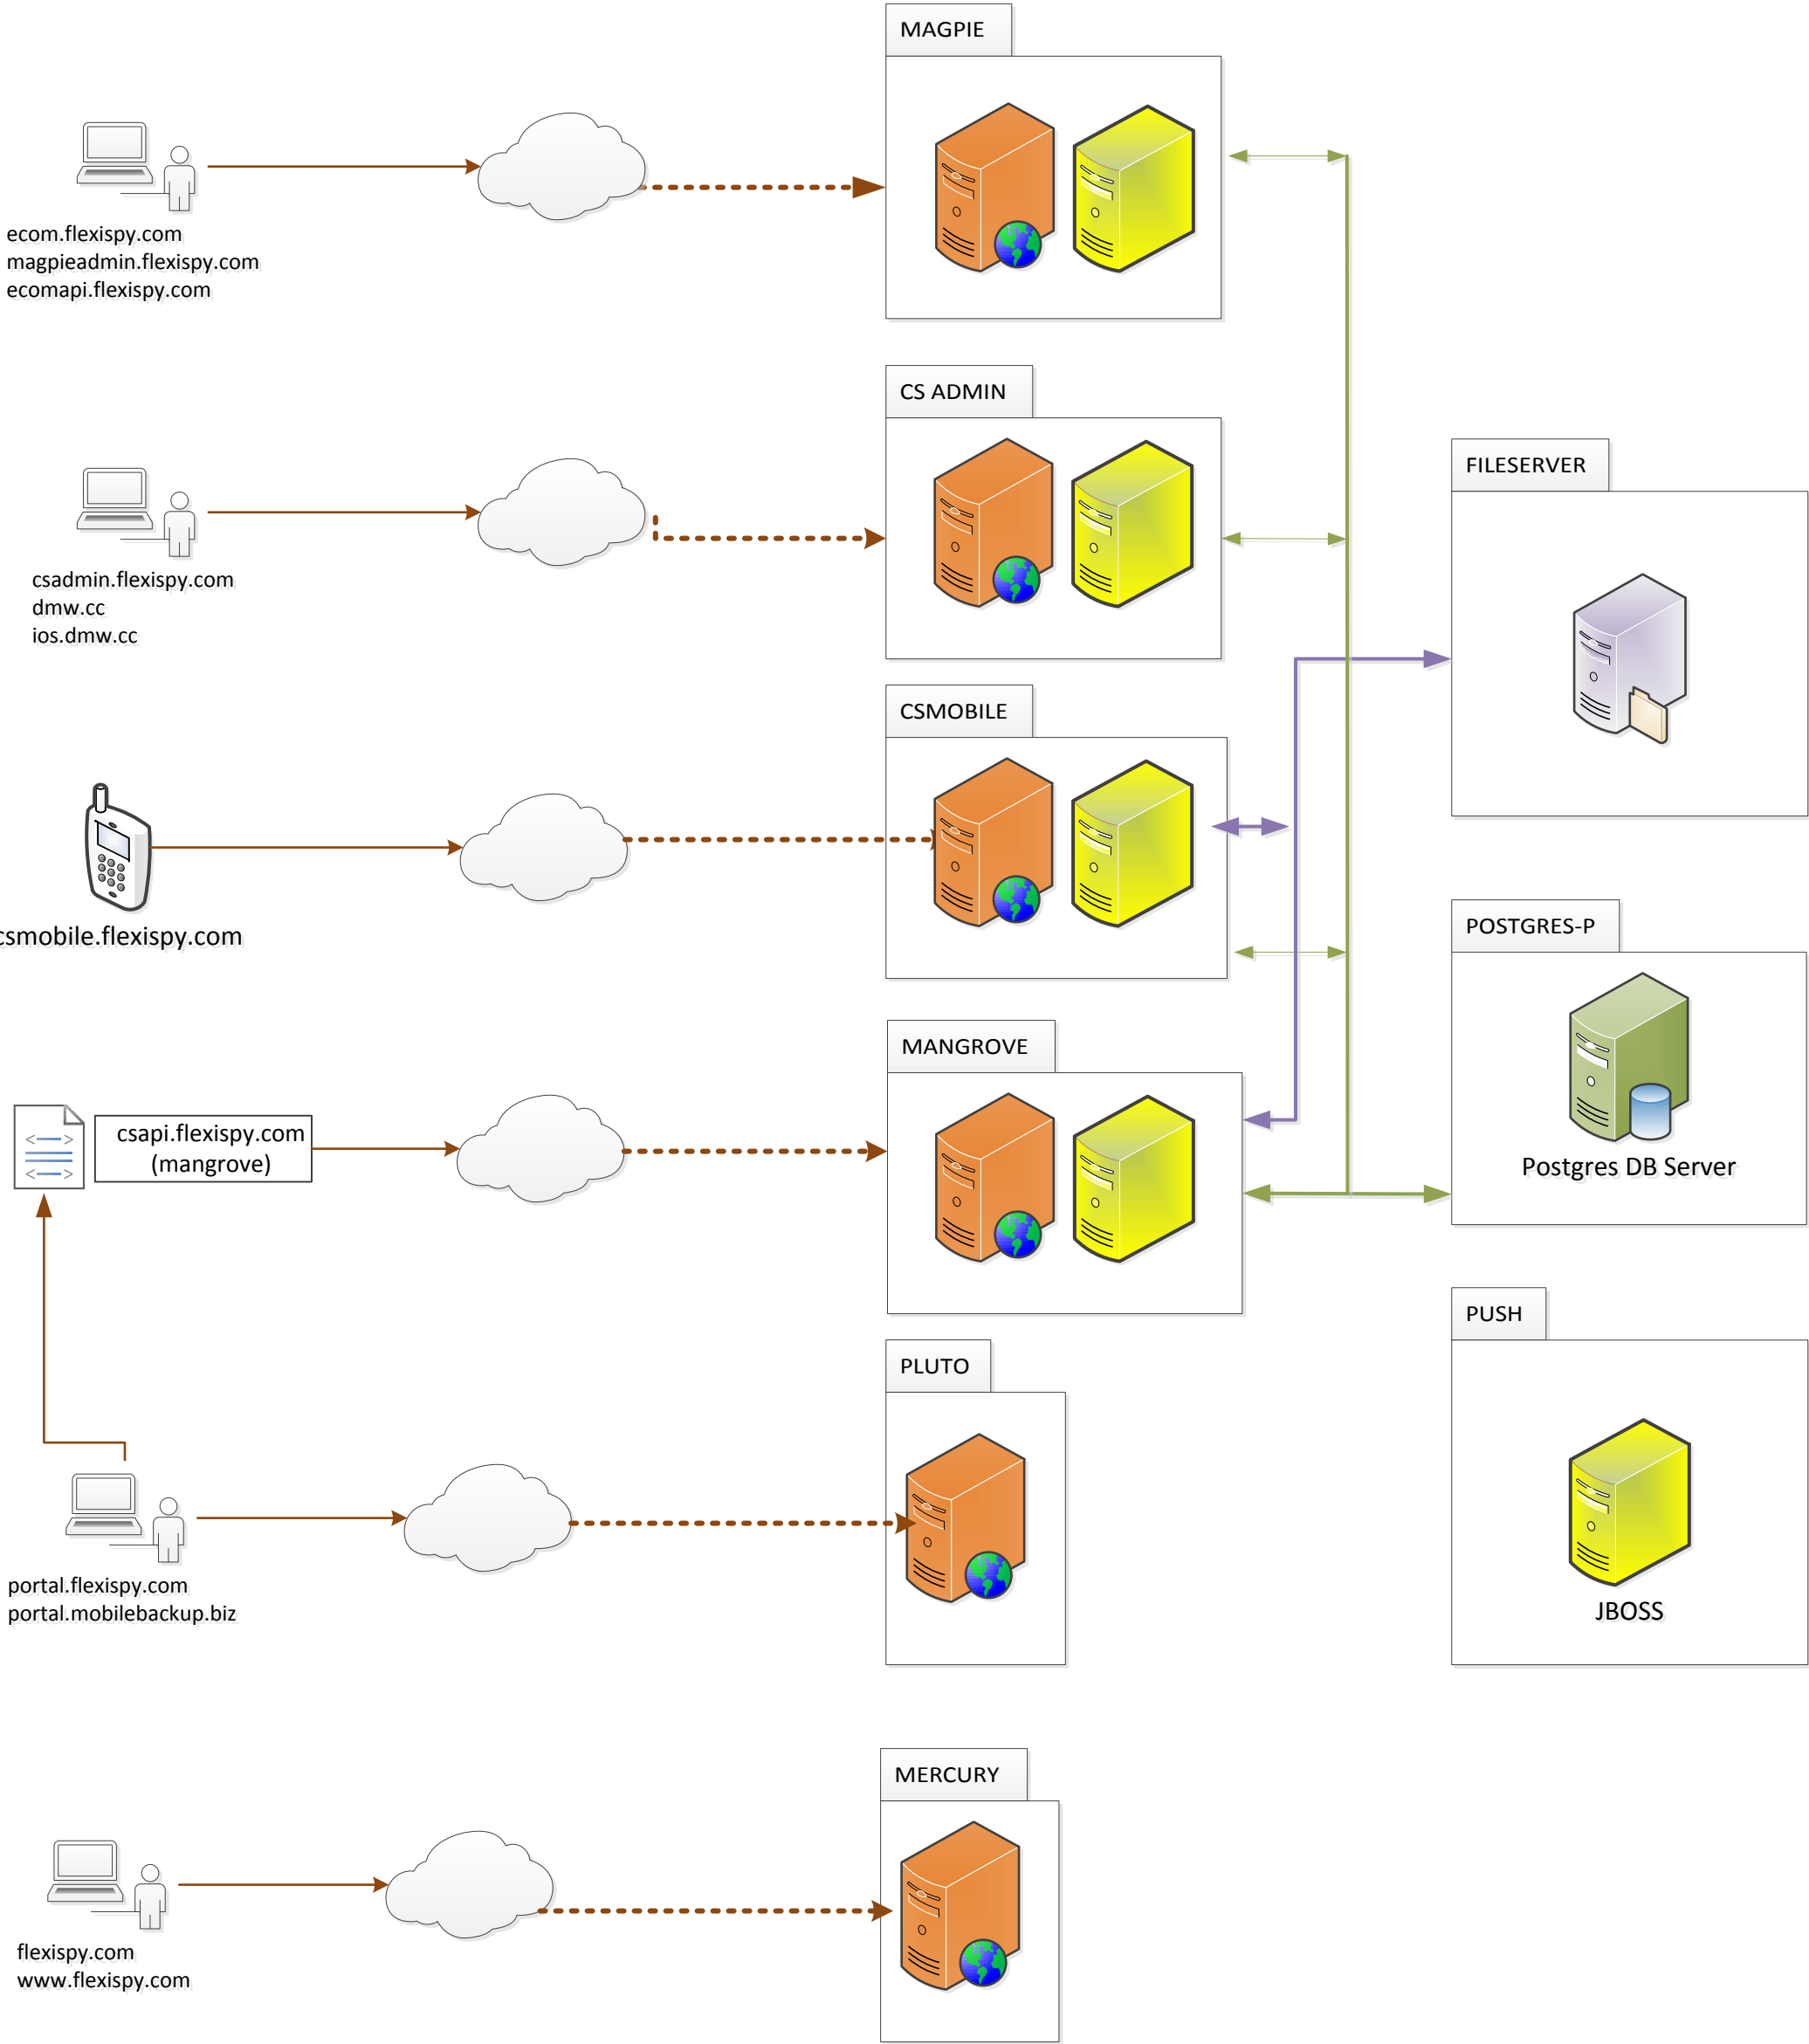 MAGPIE
ecom.flexispy.com
magpieadmin.flexispy.com
ecomapi.flexispy.com
CS ADMIN
FILESERVER
csadmin.flexispy.com
dmw.cc
ios.dmw.cc
CSMOBILE
csmobile.flexispy.com
POSTGRES-P
Postgres DB Server
MANGROVE
csapi.flexispy.com
(mangrove)
PUSH
JBOSS
PLUTO
portal.flexispy.com
portal.mobilebackup.biz
MERCURY
flexispy.com
www.flexispy.com